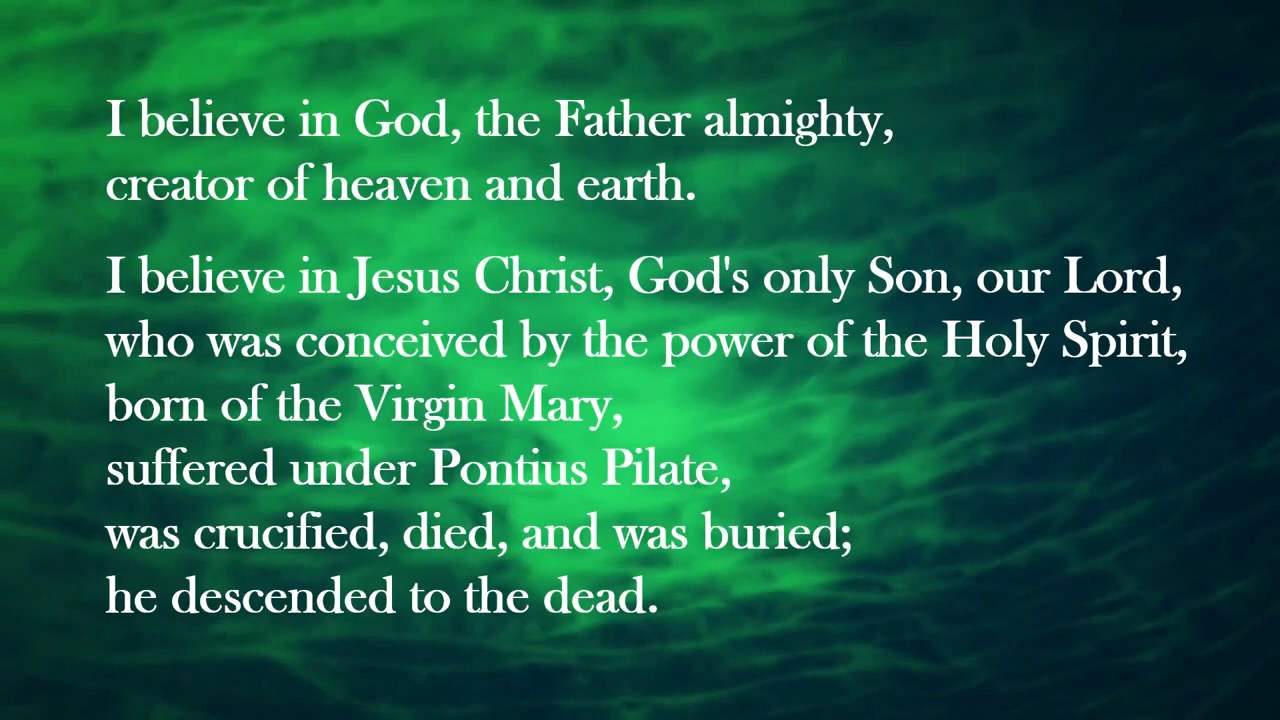 I believe in God, the Father almighty,
creator of heaven and earth.
I believe in Jesus Christ, God's only Son, our Lord,
who was conceived by the power of the Holy Spirit,
born of the Virgin Mary,
suffered under Pontius Pilate,
was crucified, died, and was buried;
he descended to the dead.